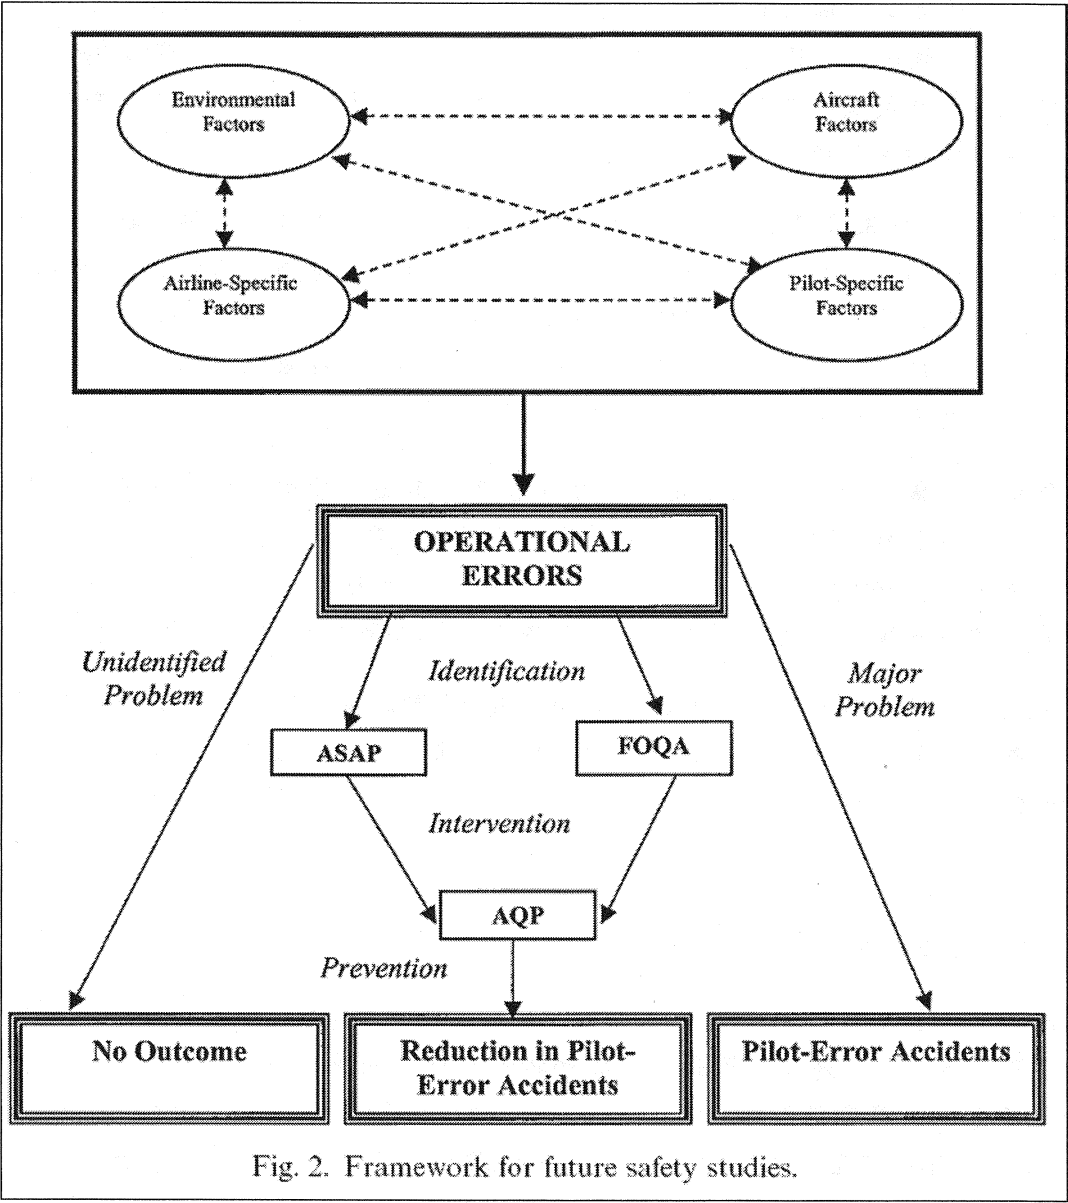 Environmental
Factors
Aircraft
Factors
Airline-Specific
Factors
Pilot-Specific
Factors
OPERATIONAL
ERRORS
Unidentified
Problem
Identification
Major
Problem
ASAP
FOQA
Intervention
AQP
Prevention
No Outcome
Reduction in Pilot-
Error Accidents
Pilot-Error Accidents
Fig. 2. Framework for future safety studies.